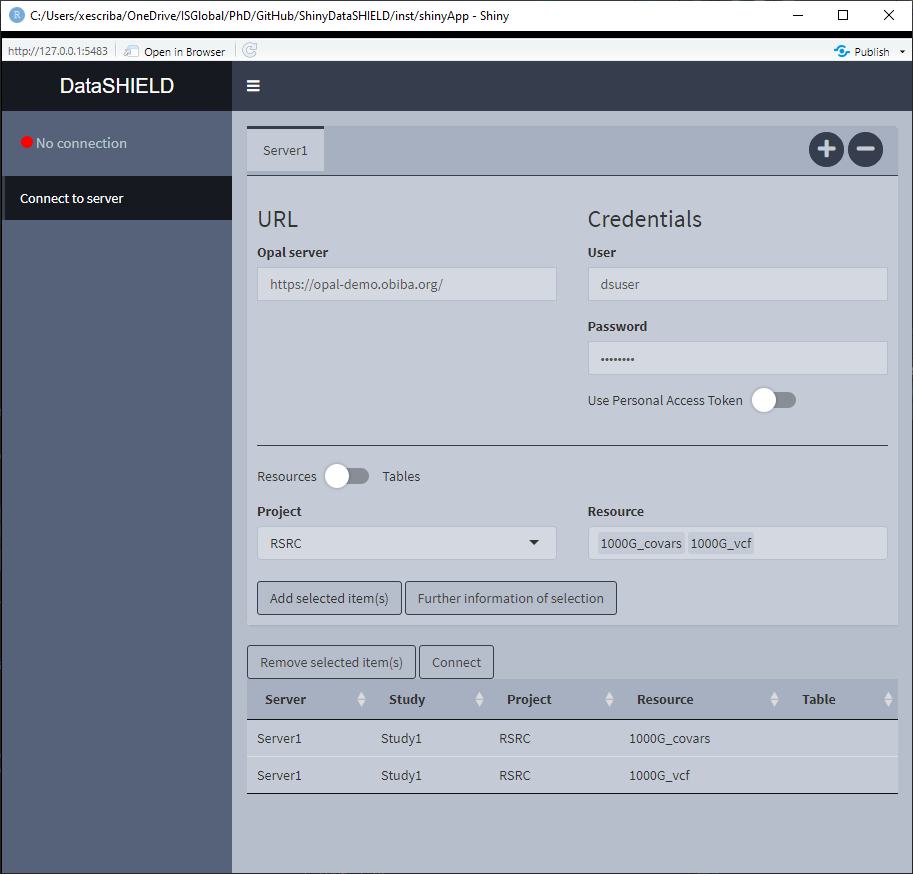 C:/Users/xescriba/OneDrive/ISGlobal/PhD/GitHub/ShinyDataSHIELD/inst/shinyApp - Shiny
http://127.0.0.1:5483 Open in Browser Publish
DataSHIELD
No connection
Connect to server
Server1
URL
Opal server
https://opal-demo.obiba.org/
Credentials
User
dsuser
Password
••••••••
Use Personal Access Token
Resources Tables
Project
RSRC
Resource
1000G_covars 1000G_vcf
Add selected item(s) Further information of selection
Remove selected item(s) Connect
Server Study Project Resource Table
Server1 Study1 RSRC 1000G_covars
Server1 Study1 RSRC 1000G_vcf